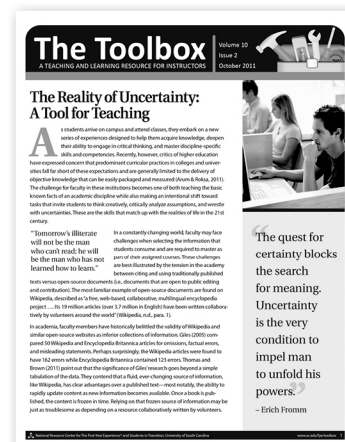 The Toolbox
A TEACHING AND LEARNING RESOURCE FOR INSTRUCTORS
Volume 10
Issue 2
October 2011
The Reality of Uncertainty:
A Tool for Teaching
As students arrive on campus and attend classes, they embark on a new
series of experiences designed to help them acquire knowledge, deepen
their ability to engage in critical thinking, and master discipline-specific
skills and competencies. Recently, however, critics of higher education
have expressed concern that predominant curricular practices in colleges and univer-
sities fall far short of these expectations and are generally limited to the delivery of
objective knowledge that can be easily packaged and measured (Arum & Roksa, 2011).
The challenge for faculty in these institutions becomes one of both teaching the basic
known facts of an academic discipline while also making an intentional shift toward
tasks that invite students to think creatively, critically analyze assumptions, and wrestle
with uncertainties. These are the skills that match up with the realities of life in the 21st
century.
"Tomorrow's illiterate
will not be the man
who can't read; he will
be the man who has not
learned how to learn."
In a constantly changing world, faculty may face
challenges when selecting the information that
students consume and are required to master as
part of their assigned courses. These challenges
are best illustrated by the tension in the academy
between citing and using traditionally published
texts versus open-source documents (i.e., documents that are open to public editing
and contribution). The most familiar example of open-source documents is found on
Wikipedia, described as "a free, web-based, collaborative, multilingual encyclopedia
project .... Its 19 million articles (over 3.7 million in English) have been written collabora-
tively by volunteers around the world" (Wikipedia, n.d., para. 1).
In academia, faculty members have historically belittled the validity of Wikipedia and
similar open-source websites as inferior collections of information. Giles (2005) com-
pared 50 Wikipedia and Encyclopedia Britannica articles for omissions, factual errors,
and misleading statements. Perhaps surprisingly, the Wikipedia articles were found to
have 162 errors while Encyclopedia Britannica contained 123 errors. Thomas and
Brown (2011) point out that the significance of Giles' research goes beyond a simple
tabulation of the data. They contend that a fluid, ever-changing source of information,
like Wikipedia, has clear advantages over a published text—most notably, the ability to
rapidly update content as new information becomes available. Once a book is pub-
lished, the content is frozen in time. Relying on that frozen source of information may be
just as troublesome as depending on a resource collaboratively written by volunteers.
"The quest for
certainty blocks
the search
for meaning.
Uncertainty
is the very
condition to
impel man
to unfold his
powers."
– Erich Fromm
National Resource Center for The First-Year Experience® and Students in Transition, University of South Carolina
www.sc.edu/fye/toolbox 1